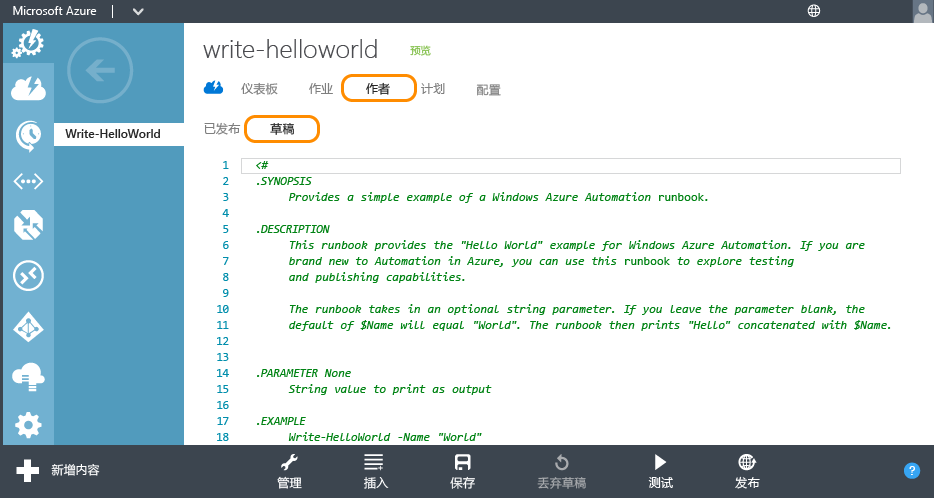 Microsoft Azure
write-helloworld 预览
仪表板 作业 作者 计划 配置
Write-HelloWorld
已发布 草稿
1 <#
2 .SYNOPSIS
3 Provides a simple example of a Windows Azure Automation runbook.
4
5 .DESCRIPTION
6 This runbook provides the "Hello World" example for Windows Azure Automation. If you are
7 brand new to Automation in Azure, you can use this runbook to explore testing
8 and publishing capabilities.
9
10 The runbook takes in an optional string parameter. If you leave the parameter blank, the
11 default of $Name will equal "World". The runbook then prints "Hello" concatenated with $Name.
12
13
14 .PARAMETER None
15 String value to print as output
16
17 .EXAMPLE
18 Write-HelloWorld -Name "World"
新增内容 管理 插入 保存 丢弃草稿 测试 发布 ?